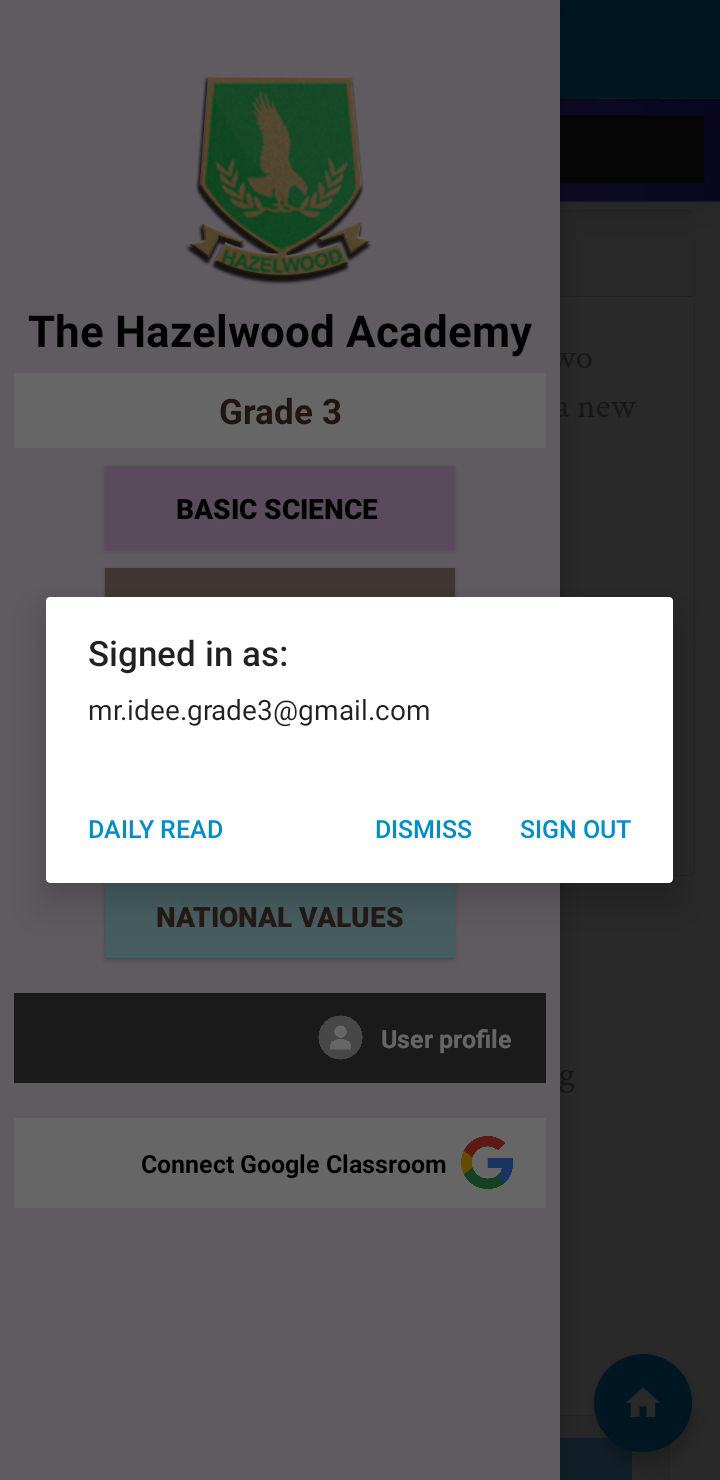 HAZELWOOD
The Hazelwood Academy
Grade 3
BASIC SCIENCE
a new
Signed in as:
mr.idee.grade3@gmail.com
DAILY READ DISMISS SIGN OUT
NATIONAL VALUES
User profile
Connect Google Classroom